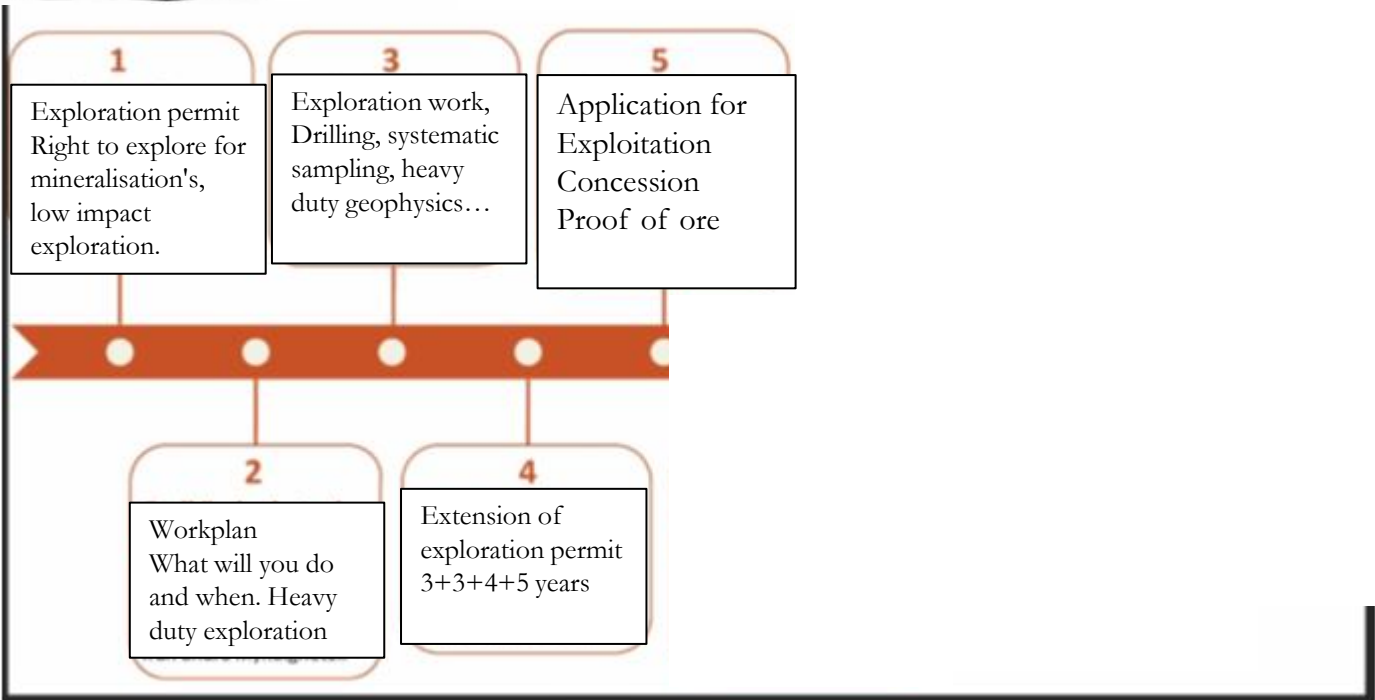 1
Exploration permit
Right to explore for
mineralisation's,
low impact
exploration.
2
Workplan
What will you do
and when. Heavy
duty exploration
3
Exploration work,
Drilling, systematic
sampling, heavy
duty geophysics…
4
Extension of
exploration permit
3+3+4+5 years
5
Application for
Exploitation
Concession
Proof of ore